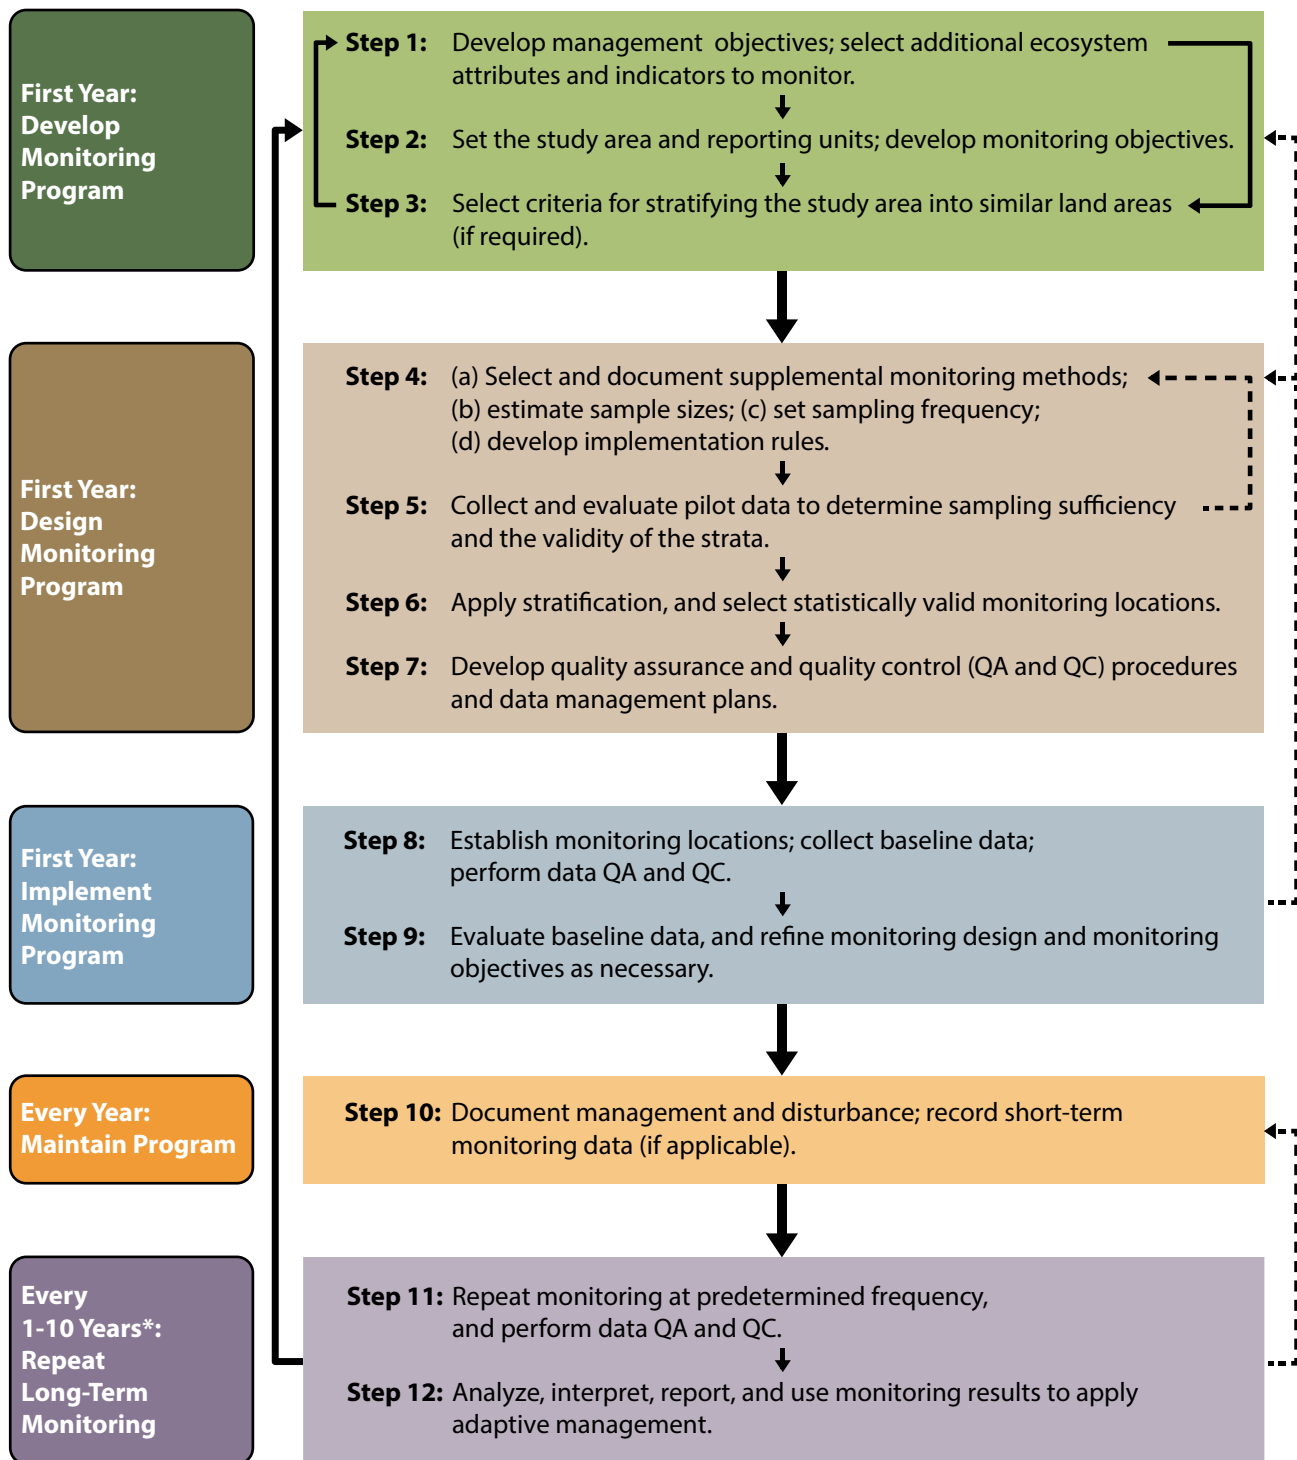 First Year:
Develop
Monitoring
Program
Step 1: Develop management objectives; select additional ecosystem
attributes and indicators to monitor.
Step 2: Set the study area and reporting units; develop monitoring objectives.
Step 3: Select criteria for stratifying the study area into similar land areas
(if required).
First Year:
Design
Monitoring
Program
Step 4: (a) Select and document supplemental monitoring methods;
(b) estimate sample sizes; (c) set sampling frequency;
(d) develop implementation rules.
Step 5: Collect and evaluate pilot data to determine sampling sufficiency
and the validity of the strata.
Step 6: Apply stratification, and select statistically valid monitoring locations.
Step 7: Develop quality assurance and quality control (QA and QC) procedures
and data management plans.
First Year:
Implement
Monitoring
Program
Step 8: Establish monitoring locations; collect baseline data;
perform data QA and QC.
Step 9: Evaluate baseline data, and refine monitoring design and monitoring
objectives as necessary.
Every Year:
Maintain Program
Step 10: Document management and disturbance; record short-term
monitoring data (if applicable).
Every
1-10 Years*:
Repeat
Long-Term
Monitoring
Step 11: Repeat monitoring at predetermined frequency,
and perform data QA and QC.
Step 12: Analyze, interpret, report, and use monitoring results to apply
adaptive management.